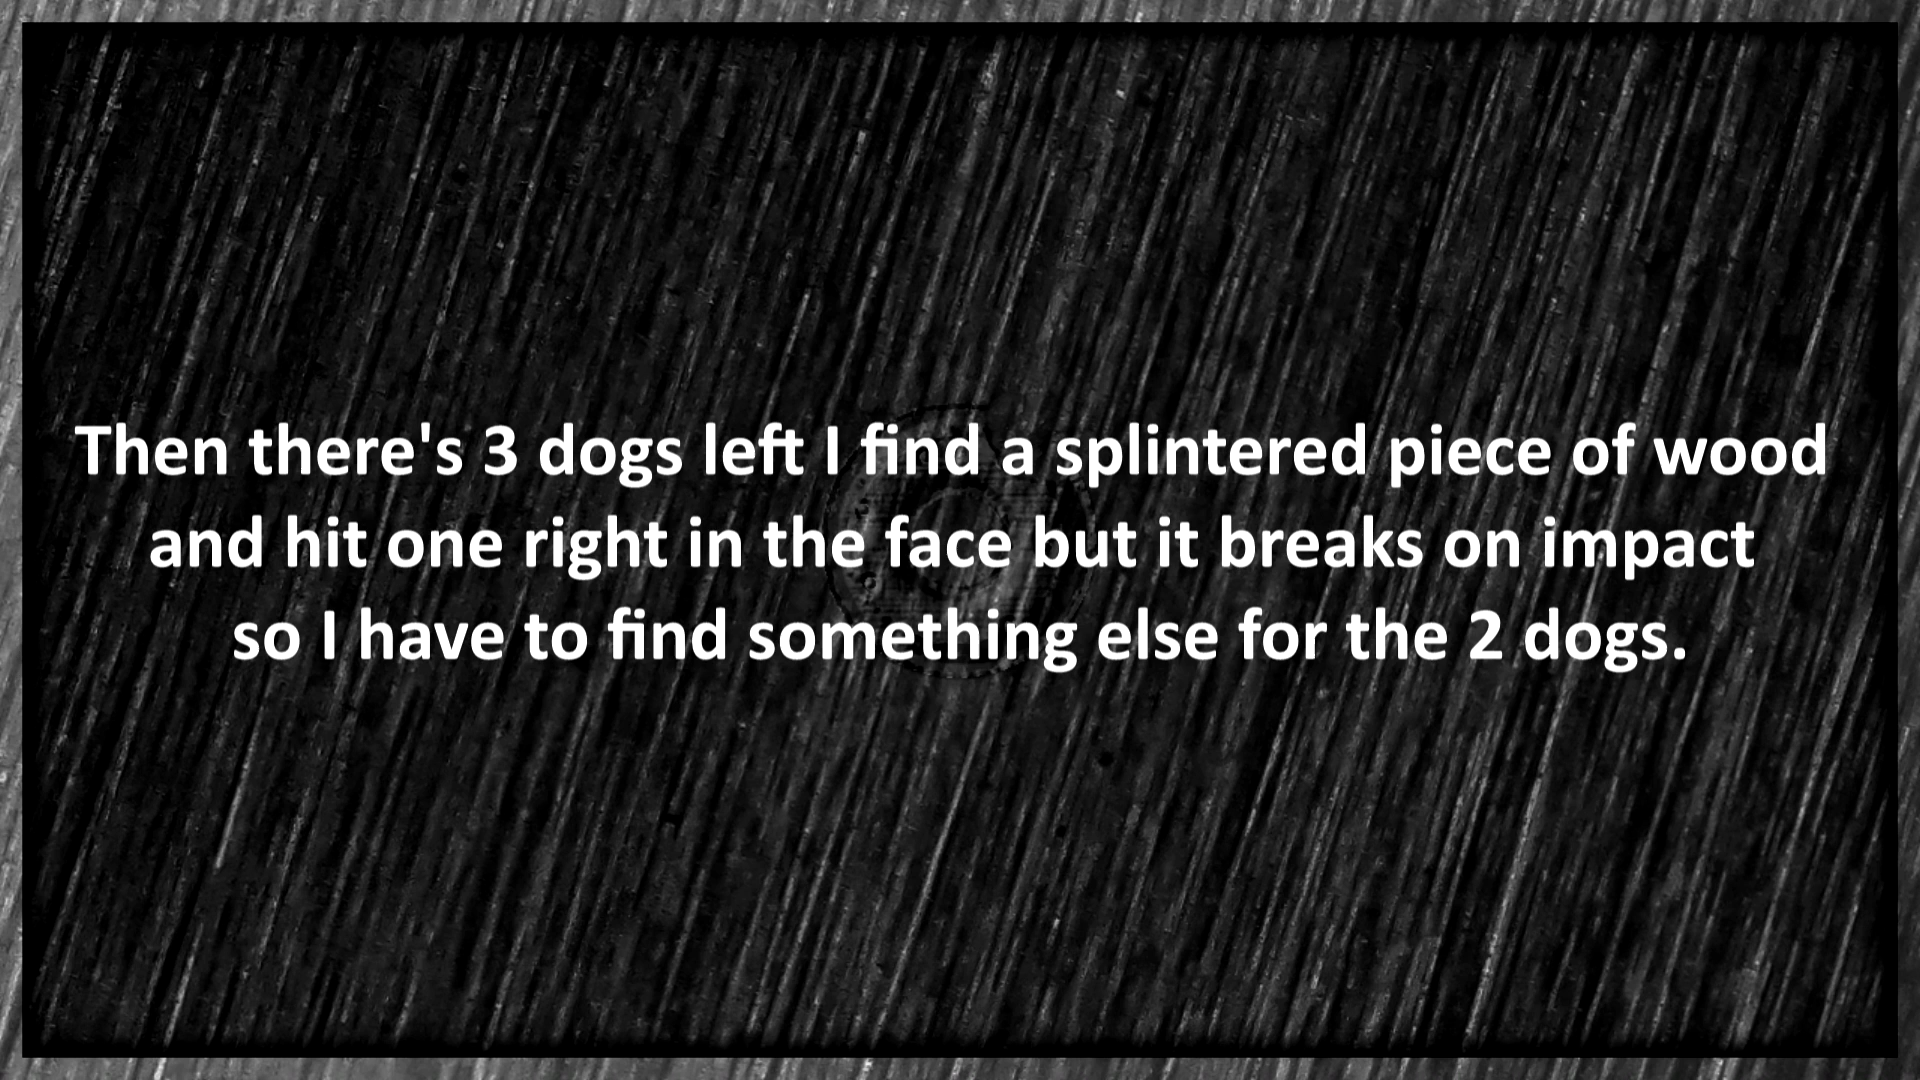 Then there's 3 dogs left I find a splintered piece of wood
and hit one right in the face but it breaks on impact
so I have to find something else for the 2 dogs.